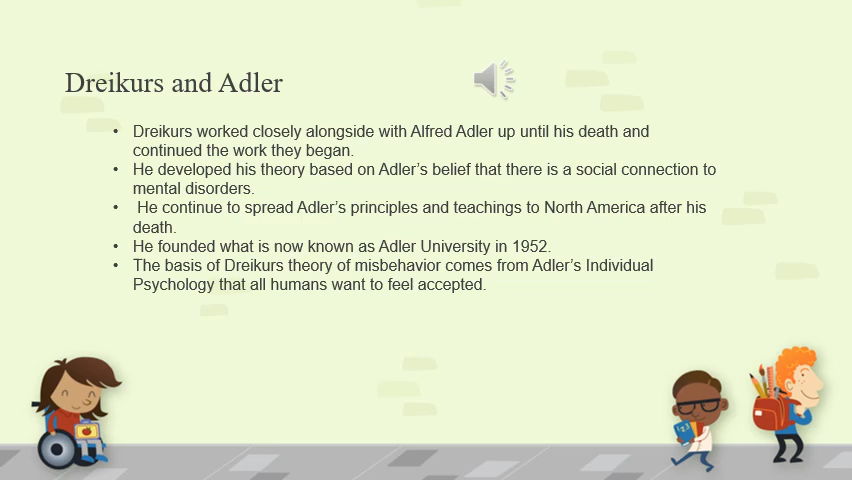 Dreikurs and Adler
• Dreikurs worked closely alongside with Alfred Adler up until his death and
continued the work they began.
• He developed his theory based on Adler’s belief that there is a social connection to
mental disorders.
• He continue to spread Adler’s principles and teachings to North America after his
death.
• He founded what is now known as Adler University in 1952.
• The basis of Dreikurs theory of misbehavior comes from Adler’s Individual
Psychology that all humans want to feel accepted.
123